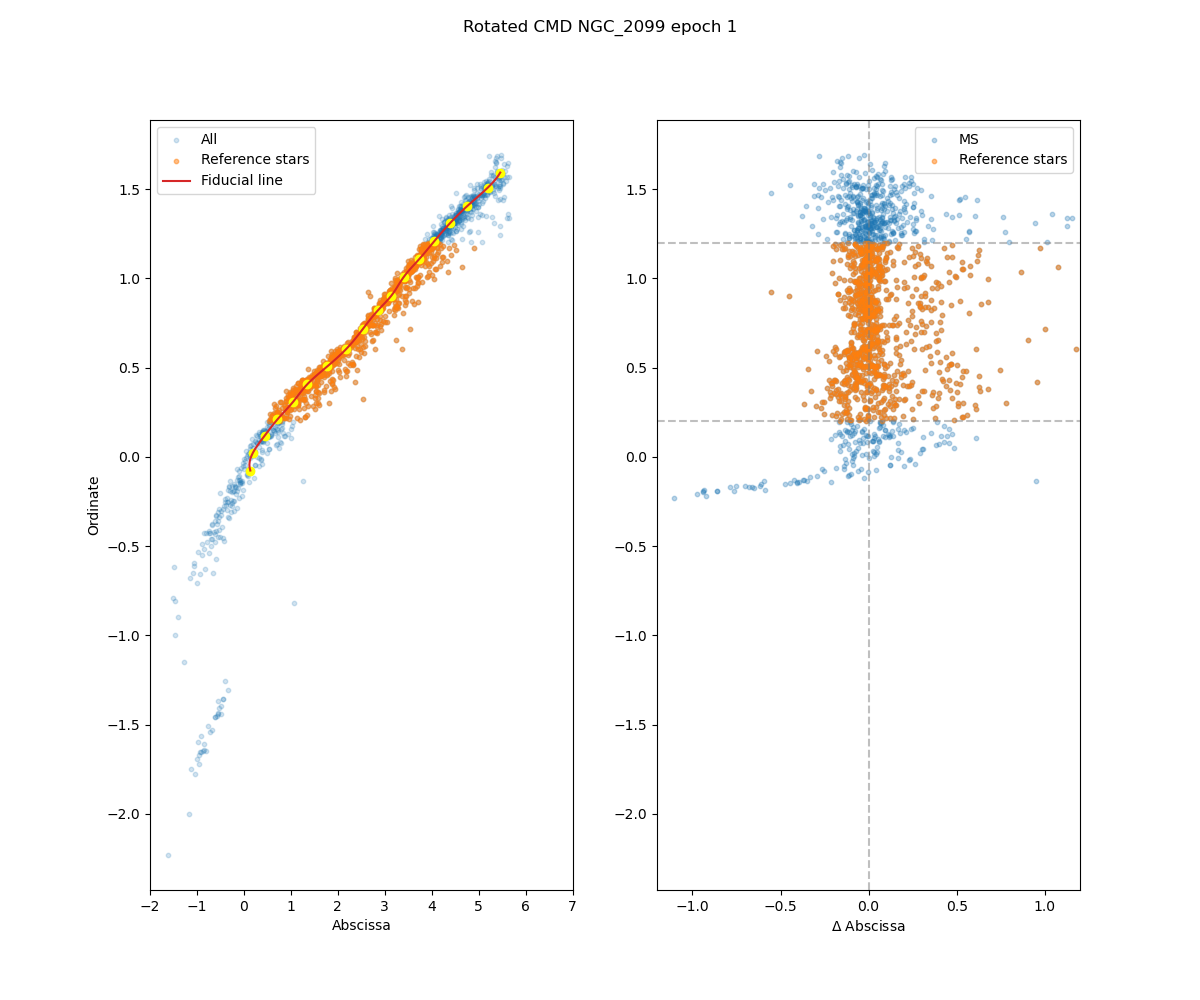 Rotated CMD NGC_2099 epoch 1
All
Reference stars
Fiducial line
1.5
1.0
0.5
0.0
−0.5
−1.0
−1.5
−2.0
Ordinate
−2 −1 0 1 2 3 4 5 6 7
Abscissa
MS
Reference stars
1.5
1.0
0.5
0.0
−0.5
−1.0
−1.5
−2.0
−1.0 −0.5 0.0 0.5 1.0
Δ Abscissa